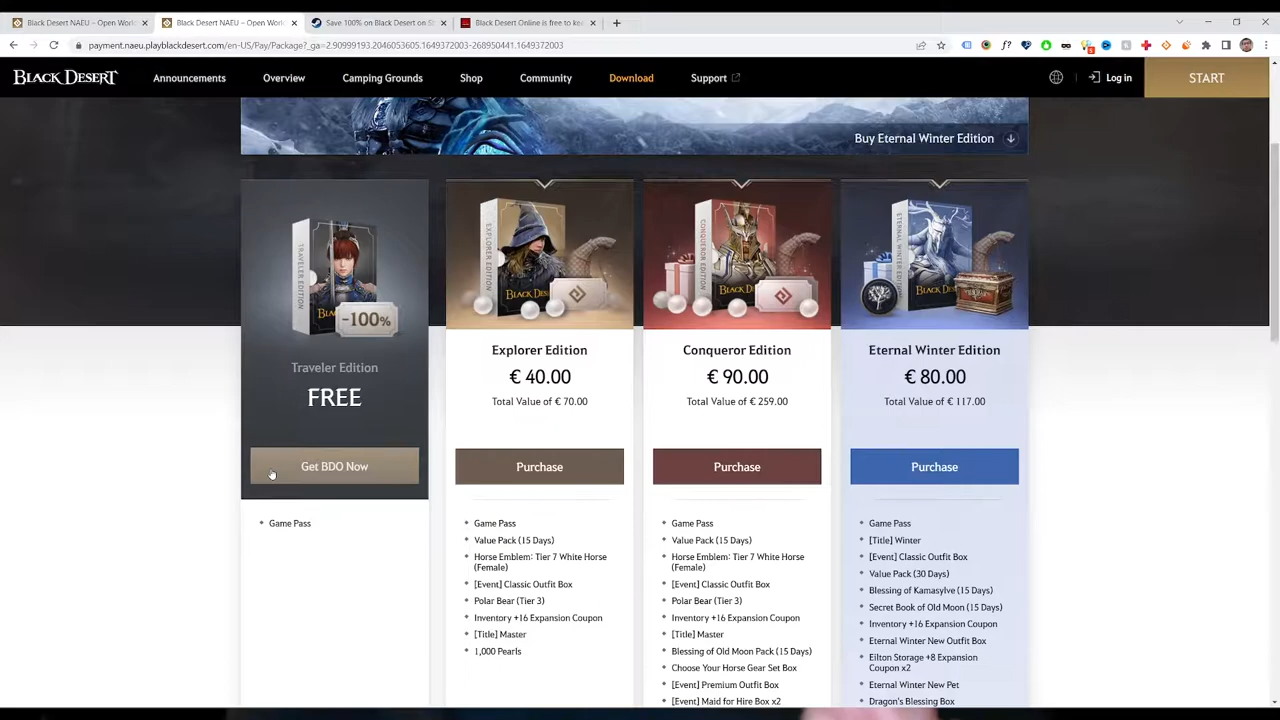 Black Desert NAEU – Open Worl
Black Desert NAEU – Open Worl
Save 100% on Black Desert on St
Black Desert Online is free to kee
payment.naeu.playblackdesert.com/en-US/Pay/Package?_ga=2.90999193.2046053605.1649372003-268950441.1649372003
BLACK DESERT
Announcements
Overview
Camping Grounds
Shop
Community
Download
Support
Log in
START
Buy Eternal Winter Edition
TRAVELER EDITION
-100%
Traveler Edition
FREE
Get BDO Now
Game Pass
EXPLORER EDITION
BLACK DESERT
Explorer Edition
€ 40.00
Total Value of € 70.00
Purchase
Game Pass
Value Pack (15 Days)
Horse Emblem: Tier 7 White Horse
(Female)
[Event] Classic Outfit Box
Polar Bear (Tier 3)
Inventory +16 Expansion Coupon
[Title] Master
1,000 Pearls
CONQUEROR EDITION
BLACK DESERT
Conqueror Edition
€ 90.00
Total Value of € 259.00
Purchase
Game Pass
Value Pack (15 Days)
Horse Emblem: Tier 7 White Horse
(Female)
[Event] Classic Outfit Box
Polar Bear (Tier 3)
Inventory +16 Expansion Coupon
[Title] Master
Blessing of Old Moon Pack (15 Days)
Choose Your Horse Gear Set Box
[Event] Premium Outfit Box
[Event] Maid for Hire Box x2
ETERNAL WINTER EDITION
BLACK DESERT
Eternal Winter Edition
€ 80.00
Total Value of € 117.00
Purchase
Game Pass
[Title] Winter
[Event] Classic Outfit Box
Value Pack (30 Days)
Blessing of Kamasylve (15 Days)
Secret Book of Old Moon (15 Days)
Inventory +16 Expansion Coupon
Eternal Winter New Outfit Box
Eilton Storage +8 Expansion
Coupon x2
Eternal Winter New Pet
Dragon's Blessing Box